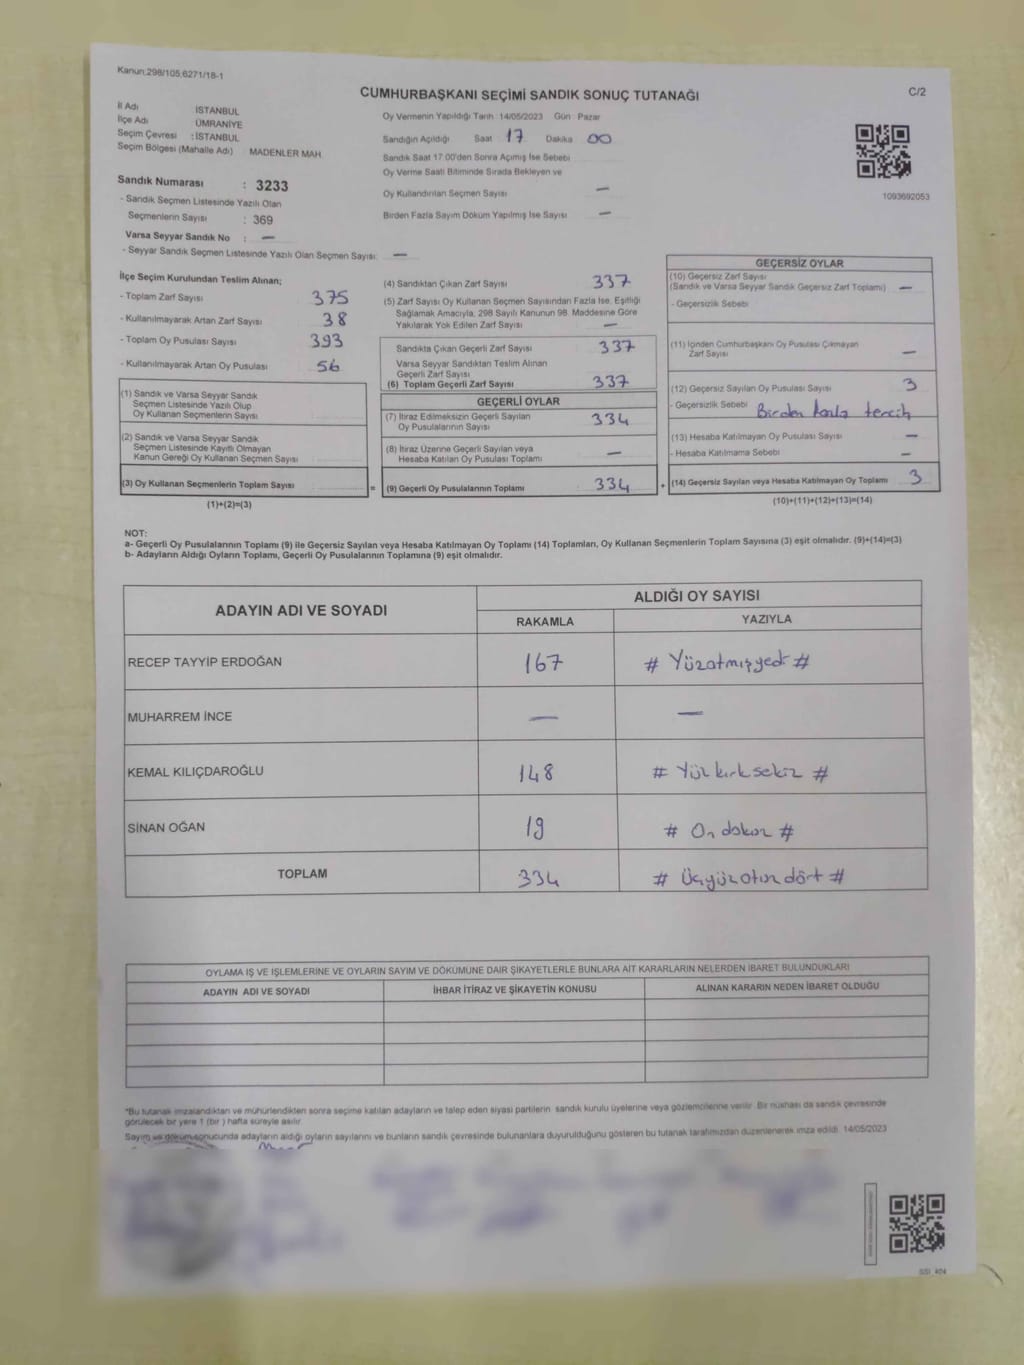 Kanun:298/105,6271/18-1
C/2
CUMHURBAŞKANI SEÇİMİ SANDIK SONUÇ TUTANAĞI
İl Adı İSTANBUL
İlçe Adı ÜMRANİYE
Seçim Çevresi : İSTANBUL
Seçim Bölgesi (Mahalle Adı) MADENLER MAH.
Oy Vermenin Yapıldığı Tarih 14/05/2023 Gün Pazar
Sandığın Açıldığı Saat 17 Dakika 00
Sandık Saat 17:00'den Sonra Açılmış İse Sebebi
Oy Verme Saati Bitiminde Sırada Bekleyen ve
Oy Kullandırılan Seçmen Sayısı —
Birden Fazla Sayım Döküm Yapılmış İse Sayısı —
1093692053
Sandık Numarası : 3233
- Sandık Seçmen Listesinde Yazılı Olan
Seçmenlerin Sayısı : 369
Varsa Seyyar Sandık No : —
- Seyyar Sandık Seçmen Listesinde Yazılı Olan Seçmen Sayısı: —
İlçe Seçim Kurulundan Teslim Alınan;
- Toplam Zarf Sayısı 375
- Kullanılmayarak Artan Zarf Sayısı 38
- Toplam Oy Pusulası Sayısı 393
- Kullanılmayarak Artan Oy Pusulası 56
(1) Sandık ve Varsa Seyyar Sandık
Seçmen Listesinde Yazılı Olup
Oy Kullanan Seçmenlerin Sayısı
(2) Sandık ve Varsa Seyyar Sandık
Seçmen Listesinde Kayıtlı Olmayan
Kanun Gereği Oy Kullanan Seçmen Sayısı
(3) Oy Kullanan Seçmenlerin Toplam Sayısı
(1)+(2)=(3)
=
(4) Sandıktan Çıkan Zarf Sayısı 337
(5) Zarf Sayısı Oy Kullanan Seçmen Sayısından Fazla İse, Eşitliği
Sağlamak Amacıyla, 298 Sayılı Kanunun 98. Maddesine Göre
Yakılarak Yok Edilen Zarf Sayısı —
Sandıkta Çıkan Geçerli Zarf Sayısı 337
Varsa Seyyar Sandıktan Teslim Alınan
Geçerli Zarf Sayısı
(6) Toplam Geçerli Zarf Sayısı 337
GEÇERLİ OYLAR
(7) İtiraz Edilmeksizin Geçerli Sayılan
Oy Pusulalarının Sayısı 334
(8) İtiraz Üzerine Geçerli Sayılan veya
Hesaba Katılan Oy Pusulası Toplamı —
(9) Geçerli Oy Pusulalarının Toplamı 334
+
GEÇERSİZ OYLAR
(10) Geçersiz Zarf Sayısı
(Sandık ve Varsa Seyyar Sandık Geçersiz Zarf Toplamı) —
- Geçersizlik Sebebi
(11) İçinden Cumhurbaşkanı Oy Pusulası Çıkmayan
Zarf Sayısı —
(12) Geçersiz Sayılan Oy Pusulası Sayısı 3
- Geçersizlik Sebebi Birden fazla tercih
(13) Hesaba Katılmayan Oy Pusulası Sayısı —
- Hesaba Katılmama Sebebi —
(14) Geçersiz Sayılan veya Hesaba Katılmayan Oy Toplamı 3
(10)+(11)+(12)+(13)=(14)
NOT:
a- Geçerli Oy Pusulalarının Toplamı (9) ile Geçersiz Sayılan veya Hesaba Katılmayan Oy Toplamı (14) Toplamları, Oy Kullanan Seçmenlerin Toplam Sayısına (3) eşit olmalıdır. (9)+(14)=(3)
b- Adayların Aldığı Oyların Toplamı, Geçerli Oy Pusulalarının Toplamına (9) eşit olmalıdır.
ADAYIN ADI VE SOYADI
ALDIĞI OY SAYISI
RAKAMLA YAZIYLA
RECEP TAYYİP ERDOĞAN 167 # Yüzatmışyedi #
MUHARREM İNCE — —
KEMAL KILIÇDAROĞLU 148 # Yüz kırk sekiz #
SİNAN OĞAN 19 # On dokuz #
TOPLAM 334 # Üçyüz otuz dört #
OYLAMA İŞ VE İŞLEMLERİNE VE OYLARIN SAYIM VE DÖKÜMÜNE DAİR ŞİKAYETLERLE BUNLARA AİT KARARLARIN NELERDEN İBARET BULUNDUKLARI
ADAYIN ADI VE SOYADI İHBAR İTİRAZ VE ŞİKAYETİN KONUSU ALINAN KARARIN NEDEN İBARET OLDUĞU
*Bu tutanak imzalandıktan ve mühürlendikten sonra seçime katılan adayların ve talep eden siyasi partilerin sandık kurulu üyelerine veya gözlemcilerine verilir. Bir nüshası da sandık çevresinde
görülecek bir yere 1 (bir) hafta süreyle asılır.
Sayım ve döküm sonucunda adayların aldığı oyların sayılarını ve bunların sandık çevresinde bulunanlara duyurulduğunu gösteren bu tutanak tarafımızdan düzenlenerek imza edildi. 14/05/2023